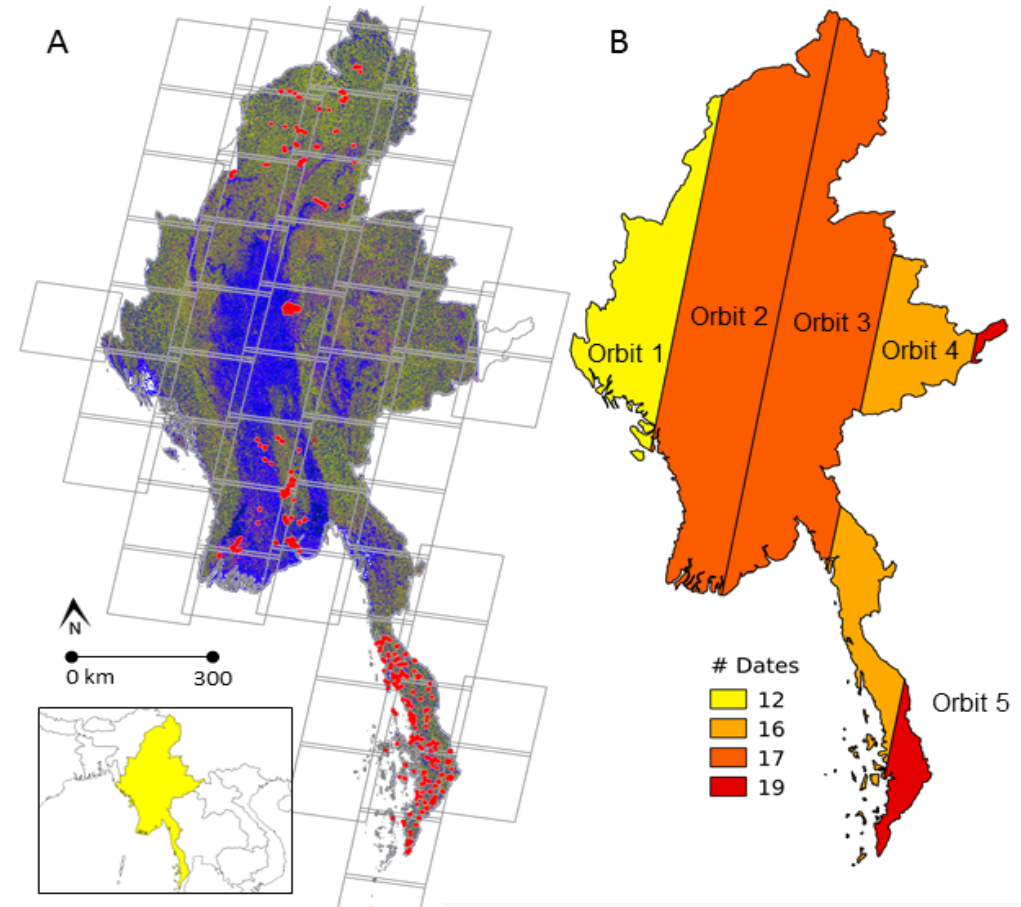 A
B
Orbit 1
Orbit 2
Orbit 3
Orbit 4
N
0 km
300
# Dates
12
16
17
19
Orbit 5